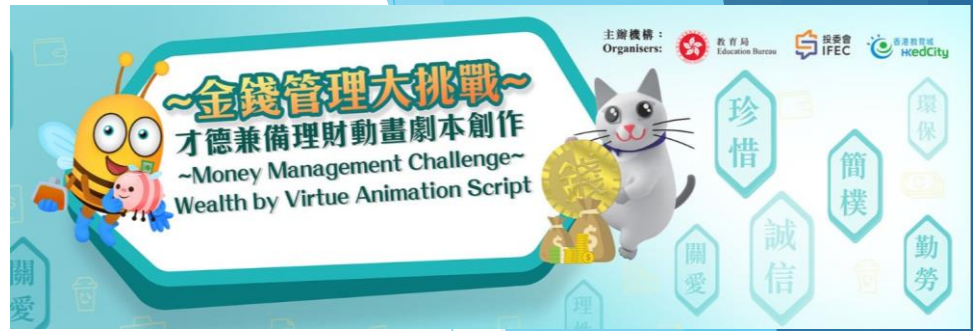 主辦機構：
Organisers:
教育局
Education Bureau
投委會
IFEC
香港教育城
HKedCity
~金錢管理大挑戰~
才德兼備理財動畫劇本創作
~Money Management Challenge~
Wealth by Virtue Animation Script
錢
珍惜
環保
簡樸
誠信
關愛
勤勞
關愛